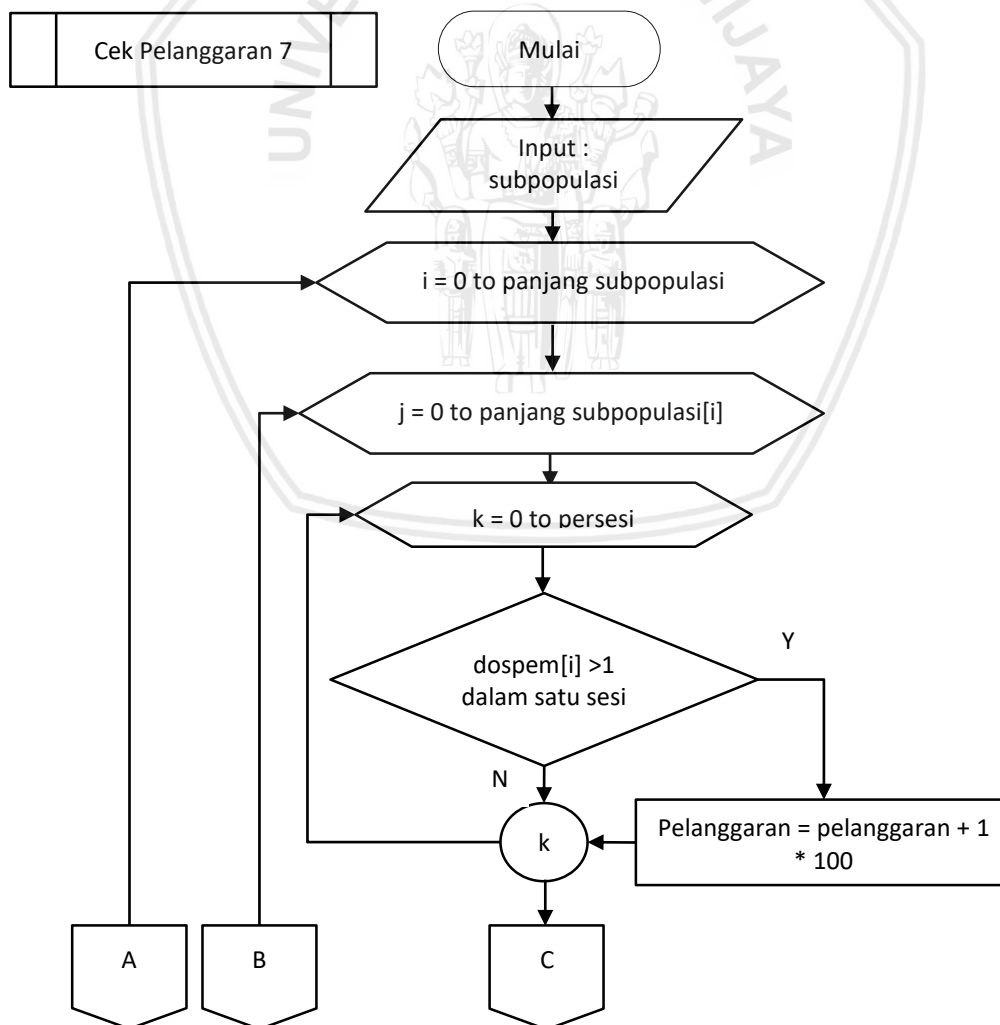 Cek Pelanggaran 7
Mulai
Input :
subpopulasi
i = 0 to panjang subpopulasi
j = 0 to panjang subpopulasi[i]
k = 0 to persesi
dospem[i] >1
dalam satu sesi
Y
N
k
Pelanggaran = pelanggaran + 1
* 100
A
B
C